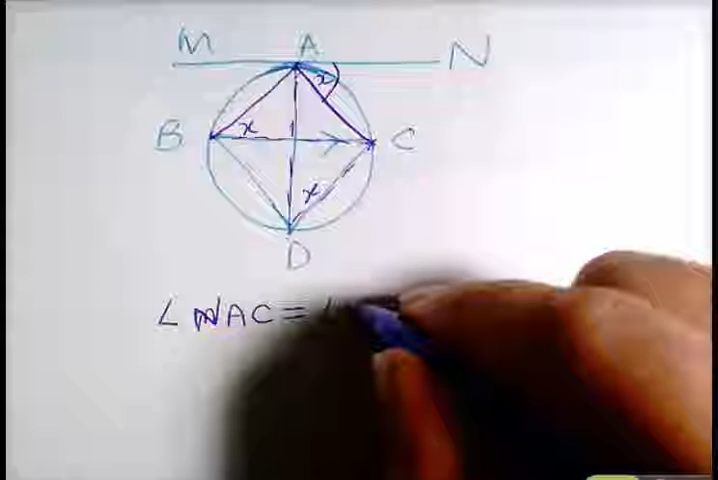 M A N
x
B x C
x
D
∠ NAC = ∠